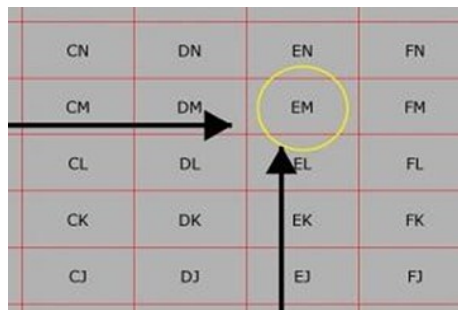 CN DN EN FN
CM DM EM FM
CL DL EL FL
CK DK EK FK
CJ DJ EJ FJ